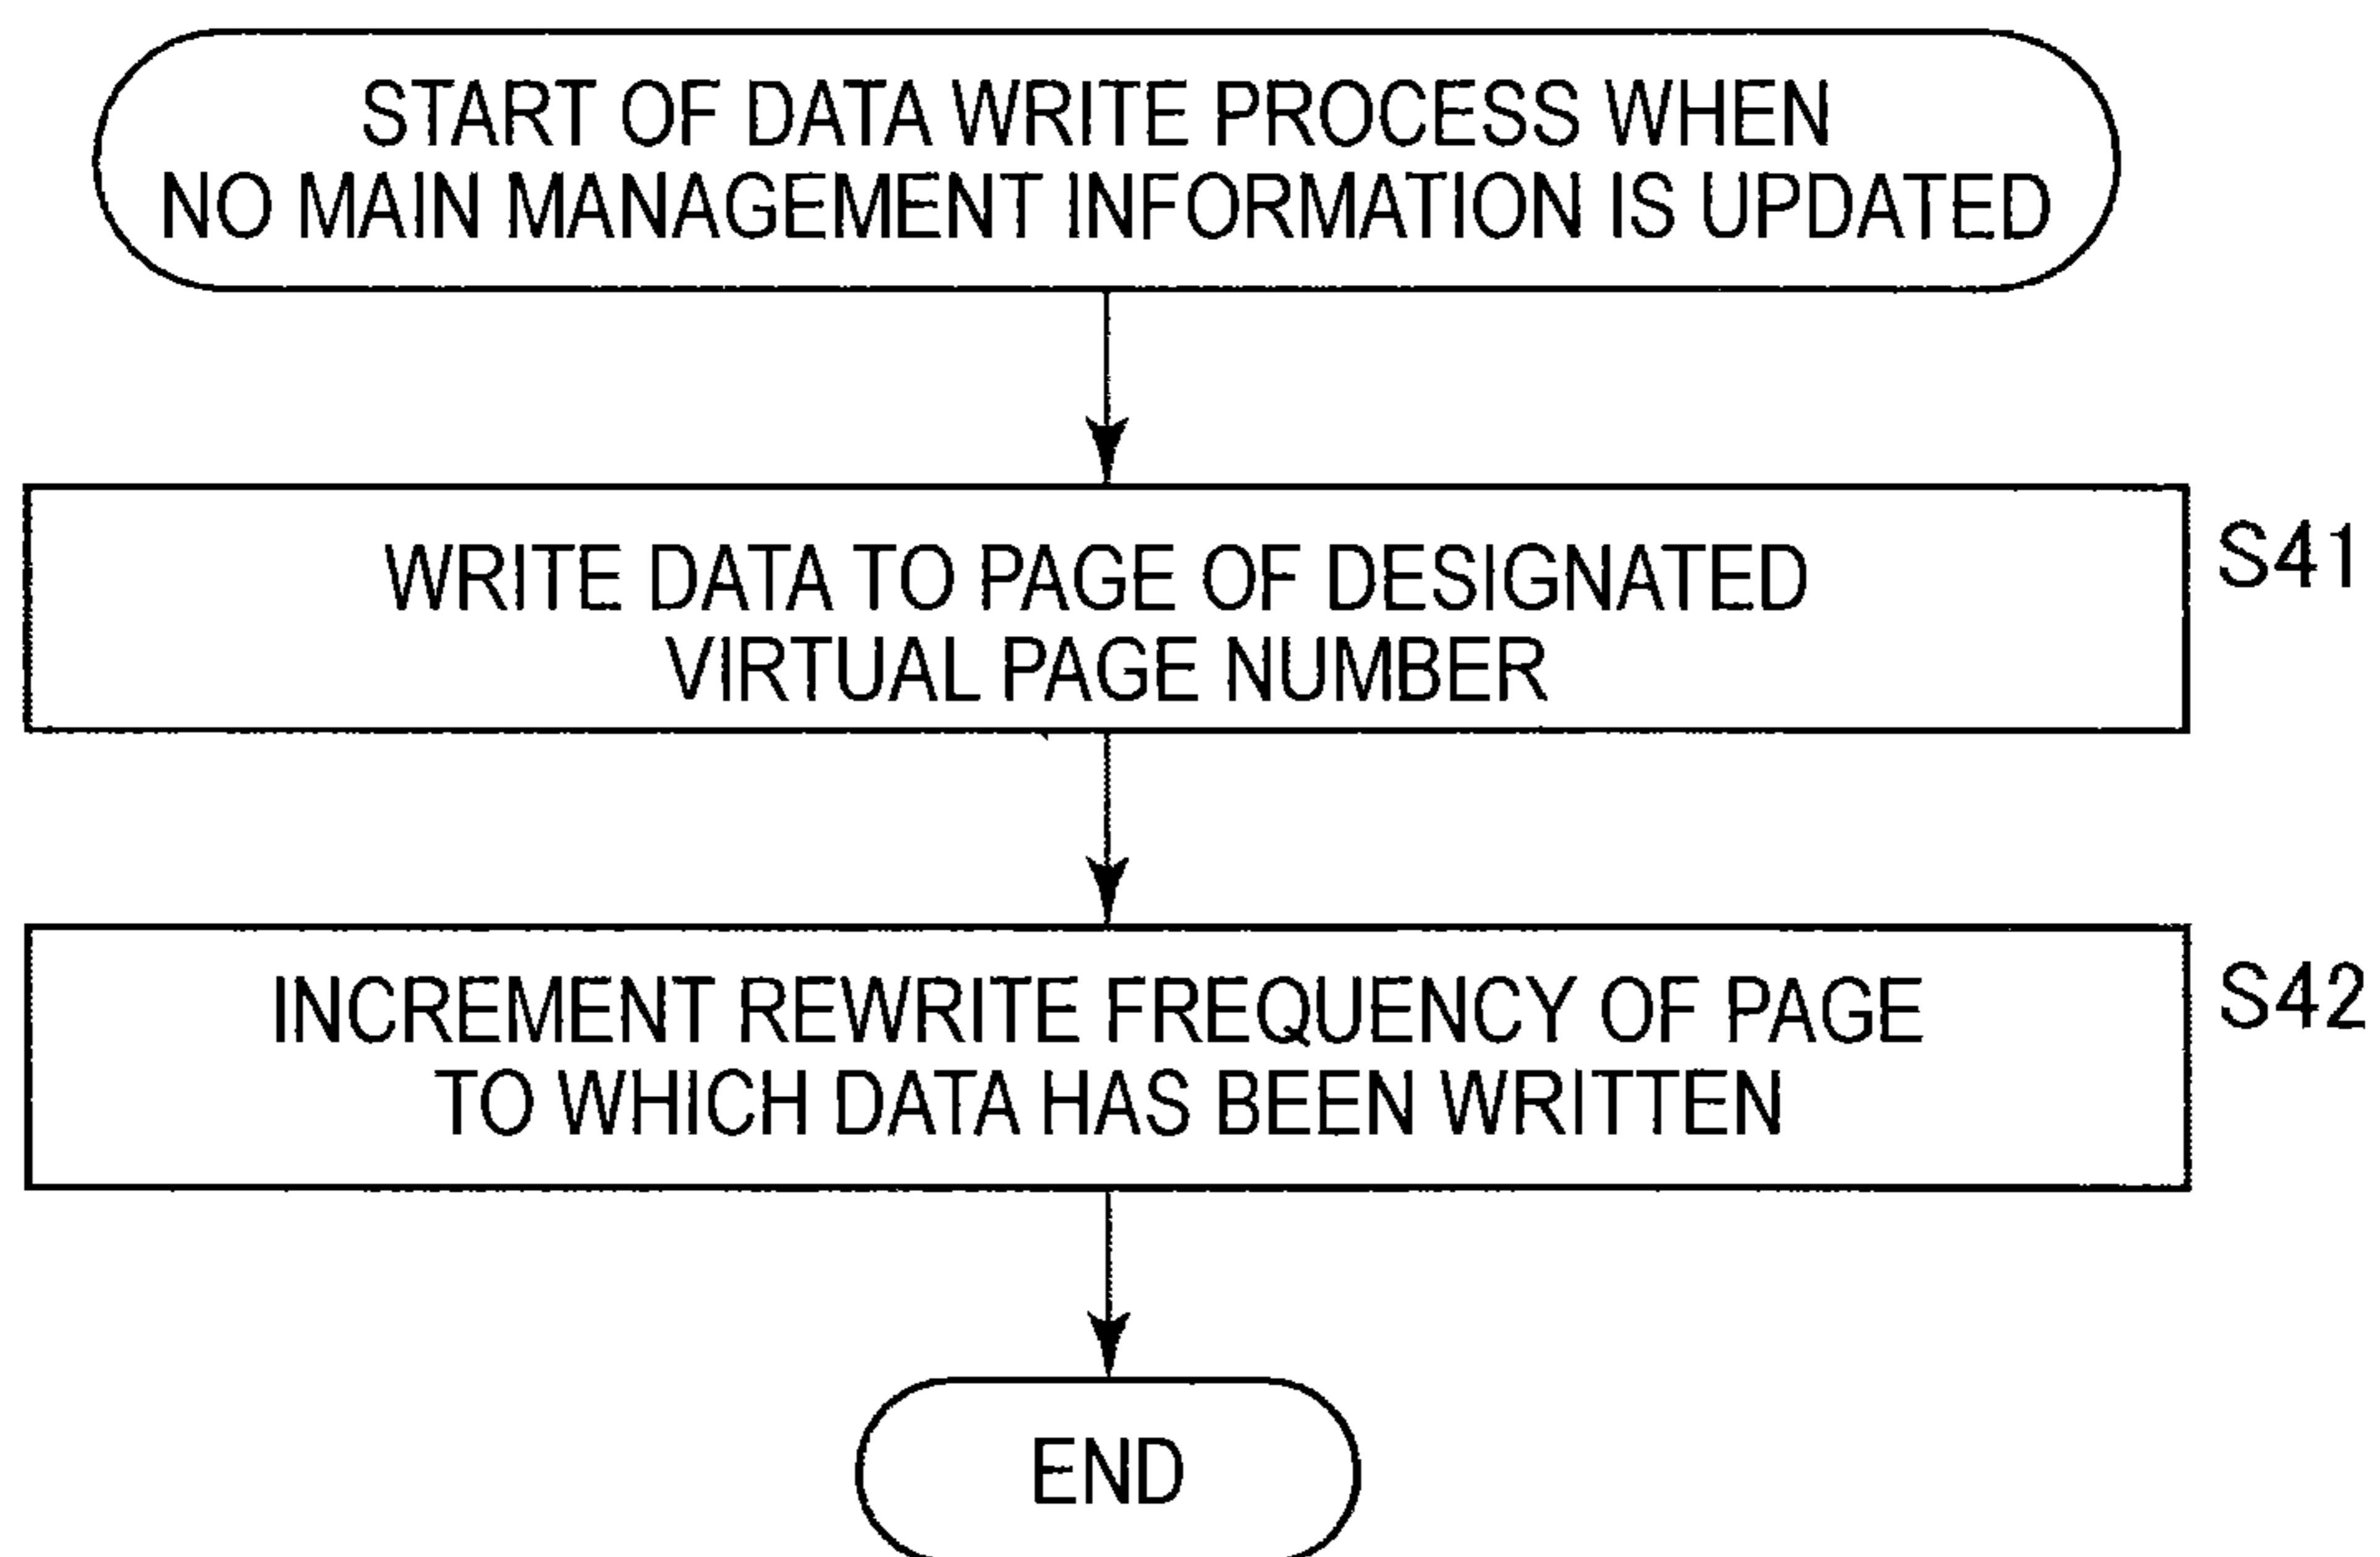 START OF DATA WRITE PROCESS WHEN
NO MAIN MANAGEMENT INFORMATION IS UPDATED
WRITE DATA TO PAGE OF DESIGNATED
VIRTUAL PAGE NUMBER
S41
INCREMENT REWRITE FREQUENCY OF PAGE
TO WHICH DATA HAS BEEN WRITTEN
S42
END